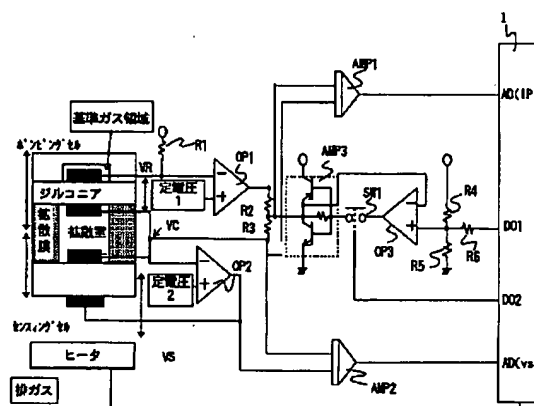 1
AMP1
AD(IP
基準ガス領域
ポンピングセル
VR
R1
ジルコニア
定電圧
1
OP1
AMP3
SW1
R2
R3
R4
DO1
拡散膜
拡散室
VC
OP3
R5
R6
OP2
定電圧
2
DO2
センシィングセル
ヒータ
VS
AD(vs
AMP2
排ガス